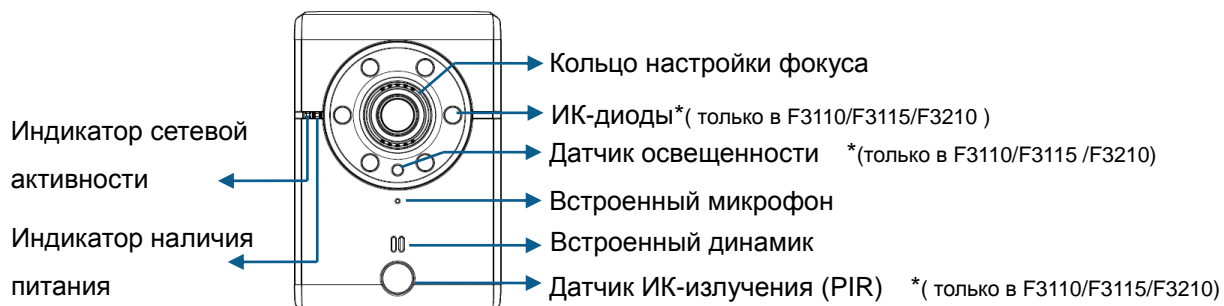 Кольцо настройки фокуса
ИК-диоды*( только в F3110/F3115/F3210 )
Индикатор сетевой
активности
Датчик освещенности *(только в F3110/F3115 /F3210)
Встроенный микрофон
Индикатор наличия
питания
Встроенный динамик
Датчик ИК-излучения (PIR) *( только в F3110/F3115/F3210)